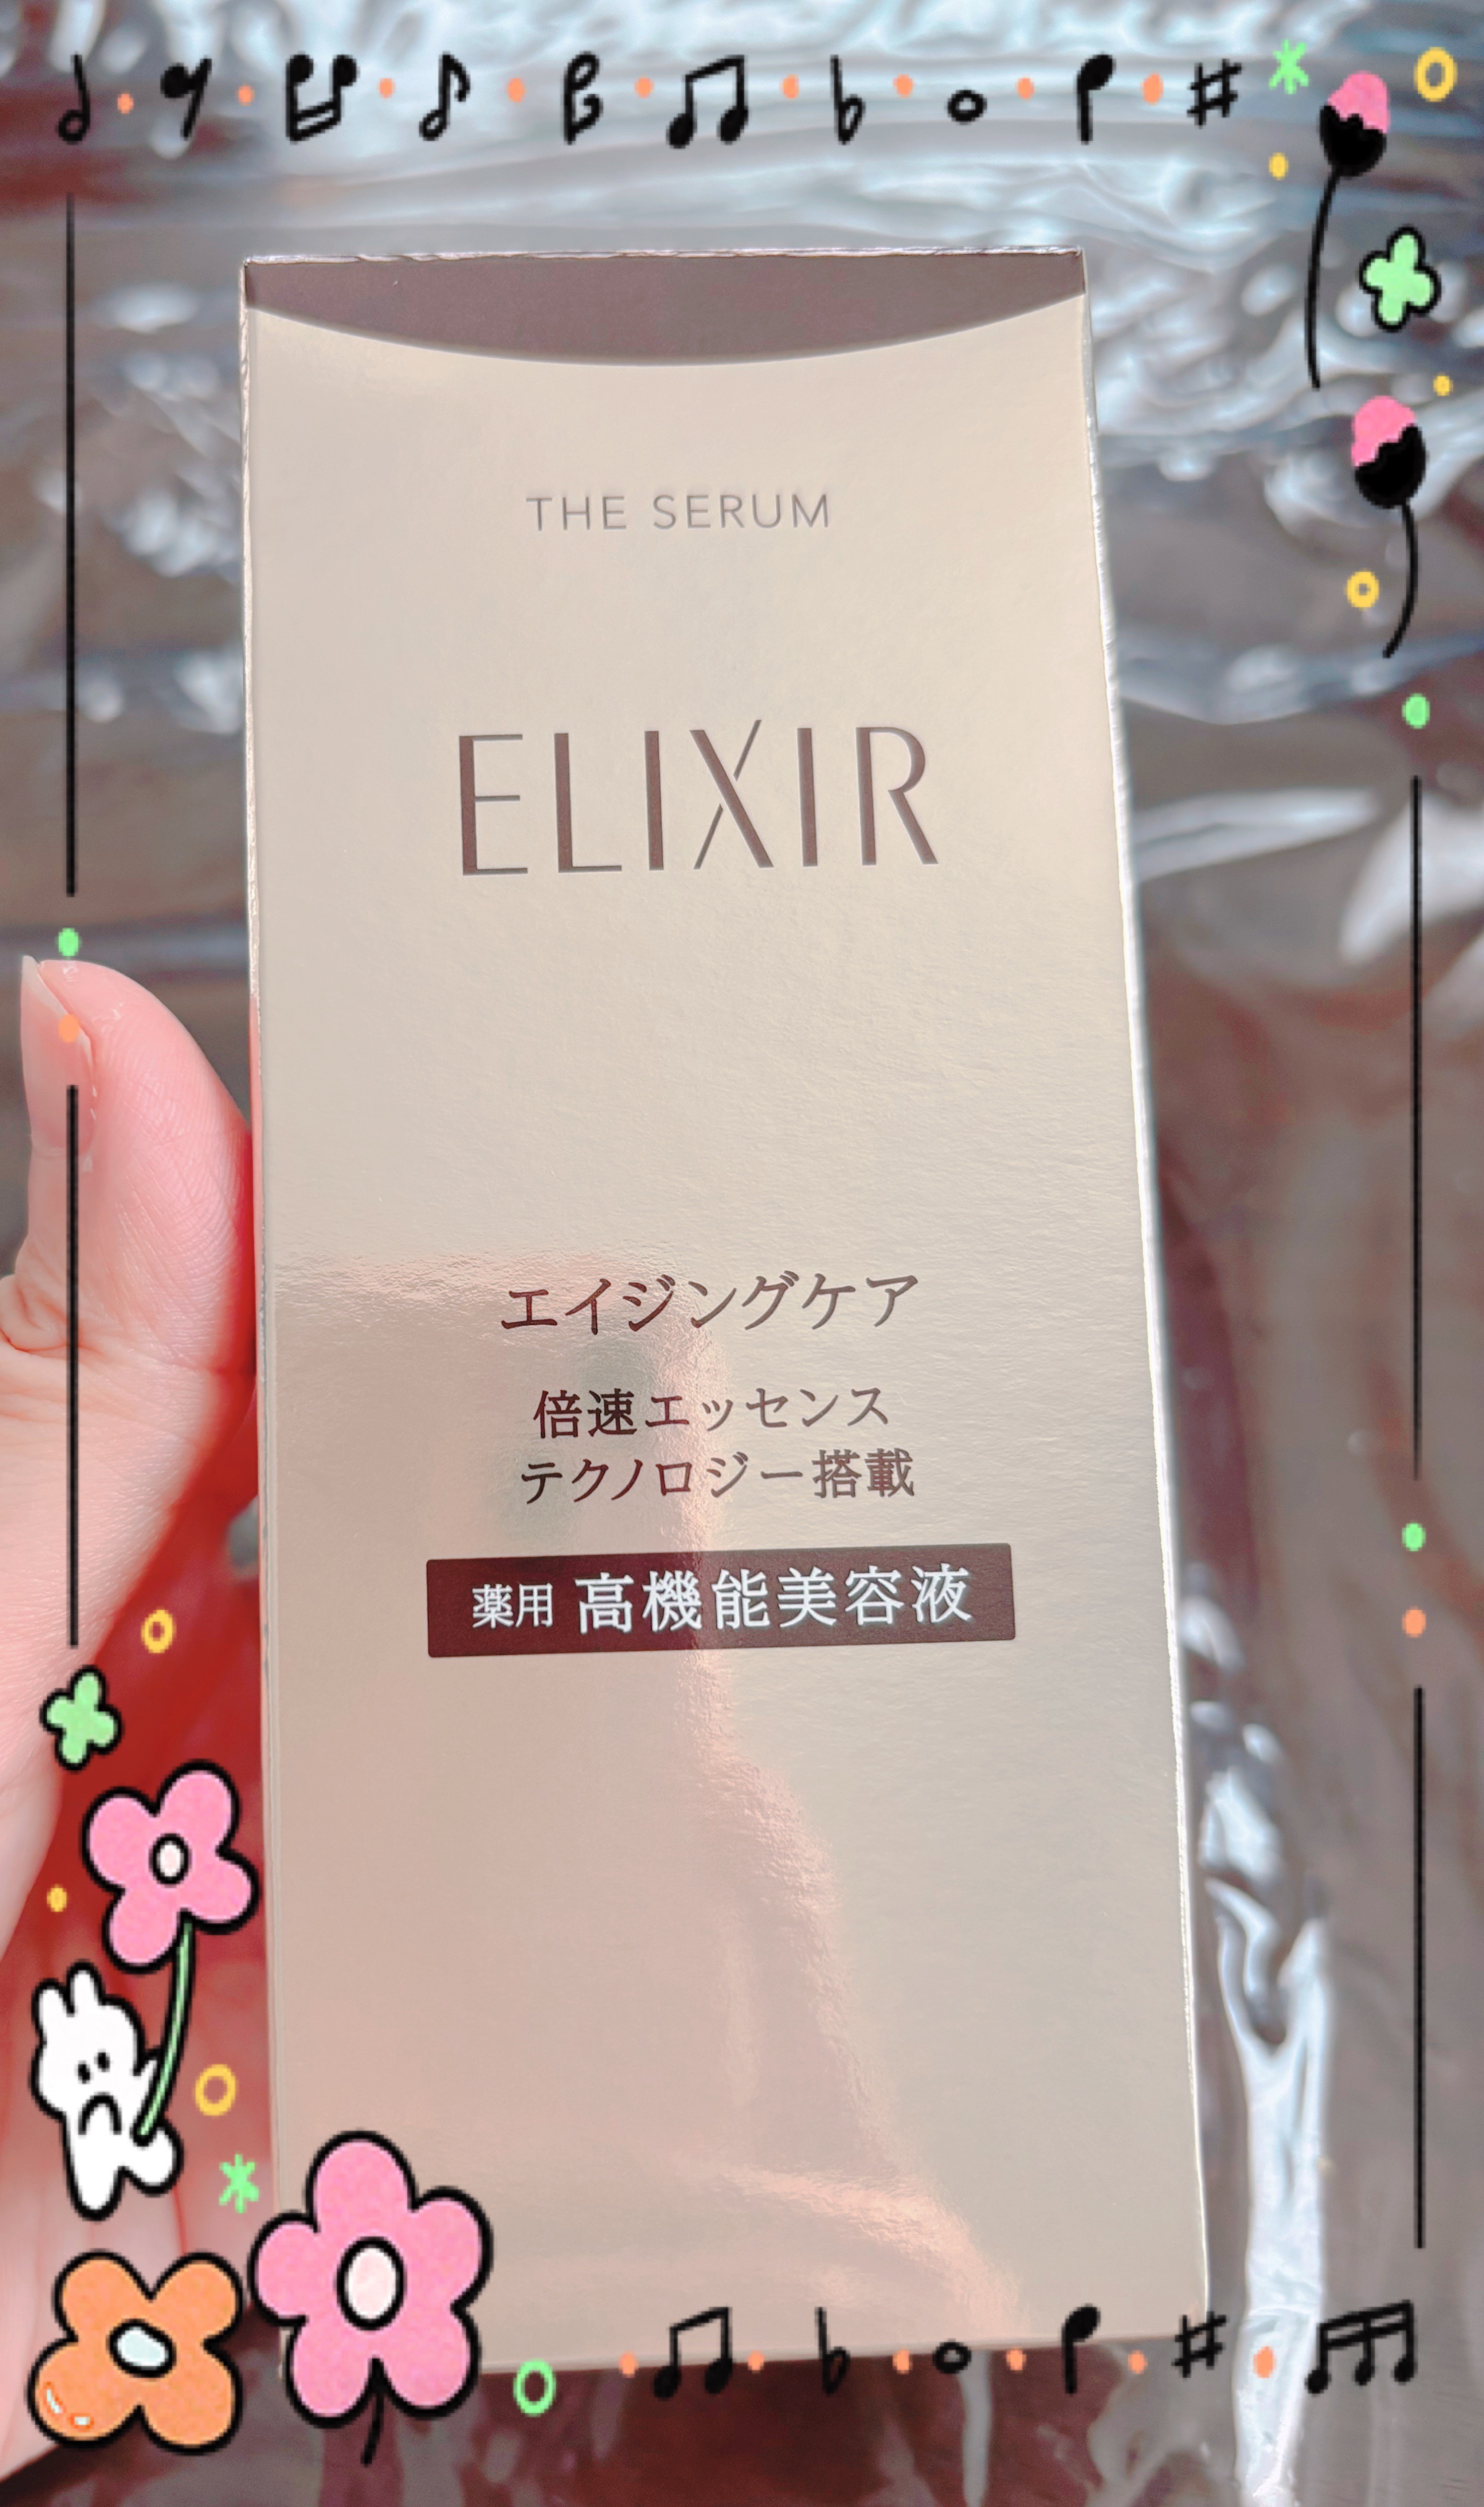 THE SERUM
ELIXIR
エイジングケア
倍速エッセンス
テクノロジー搭載
薬用 高機能美容液